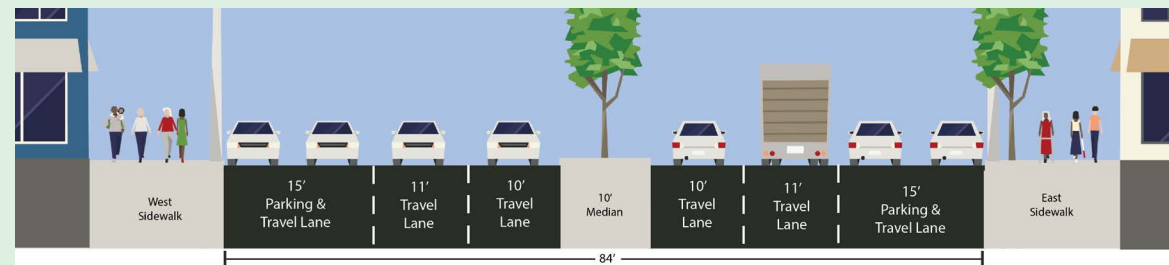 West
Sidewalk
15’
Parking &
Travel Lane
11’
Travel
Lane
10’
Travel
Lane
10’
Median
10’
Travel
Lane
11’
Travel
Lane
15’
Parking &
Travel Lane
East
Sidewalk
84’